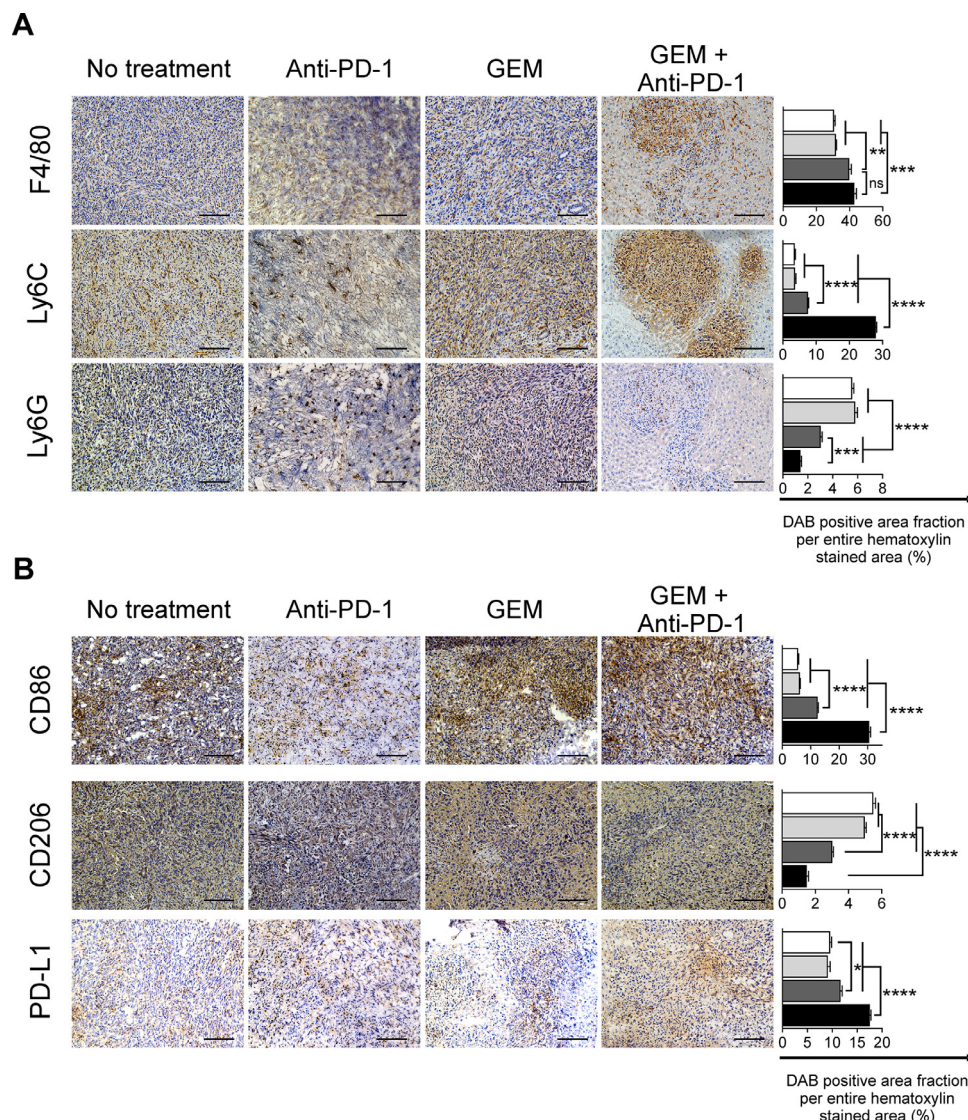 A
No treatment
Anti-PD-1
GEM
GEM +
Anti-PD-1
F4/80
**
ns
***
0 20 40 60
Ly6C
****
****
0 10 20 30
Ly6G
***
****
0 2 4 6 8
DAB positive area fraction
per entire hematoxylin
stained area (%)
B
No treatment
Anti-PD-1
GEM
GEM +
Anti-PD-1
CD86
****
****
0 10 20 30
CD206
****
****
0 2 4 6
PD-L1
*
****
0 5 10 15 20
DAB positive area fraction
per entire hematoxylin
stained area (%)